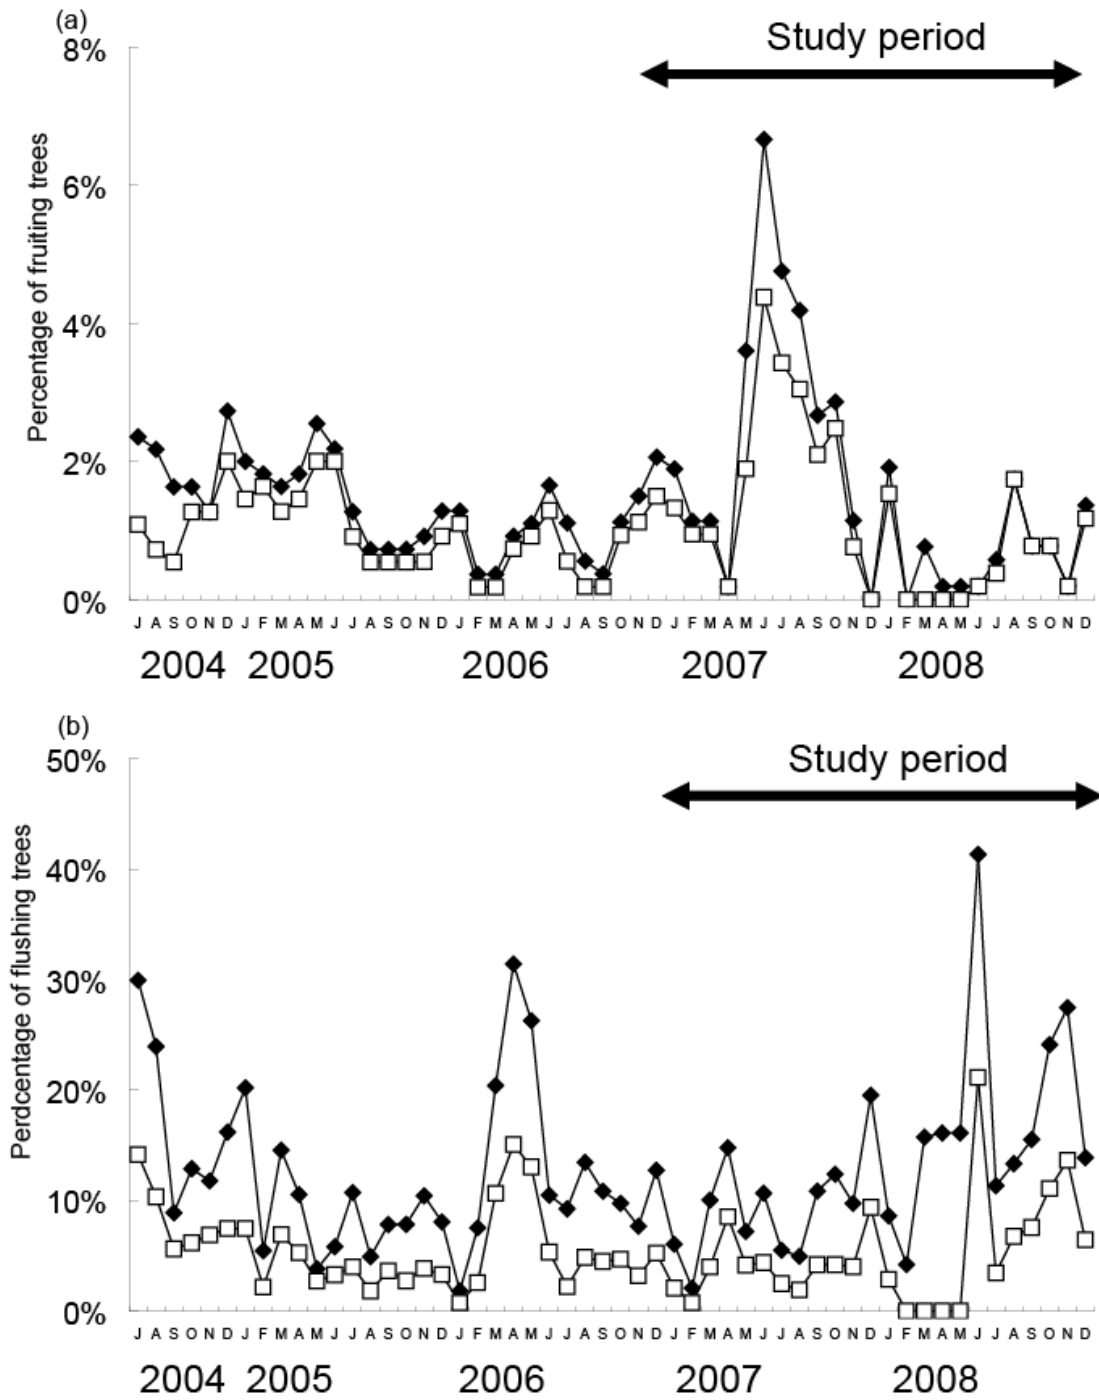 (a)
Study period
8%
6%
4%
2%
0%
Percentage of fruiting trees
J A S O N D J F M A M J J A S O N D J F M A M J J A S O N D J F M A M J J A S O N D J F M A M J J A S O N D
2004 2005 2006 2007 2008
(b)
Study period
50%
40%
30%
20%
10%
0%
Perdcentage of flushing trees
J A S O N D J F M A M J J A S O N D J F M A M J J A S O N D J F M A M J J A S O N D J F M A M J J A S O N D
2004 2005 2006 2007 2008